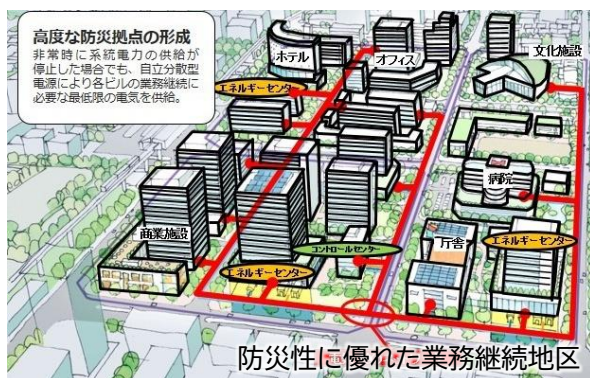 高度な防災拠点の形成
非常時に系統電力の供給が
停止した場合でも、自立分散型
電源により各ビルの業務継続に
必要な最低限の電気を供給。
ホテル
オフィス
文化施設
エネルギーセンター
病院
商業施設
コントロールセンター
庁舎
エネルギーセンター
エネルギーセンター
防災性に優れた業務継続地区